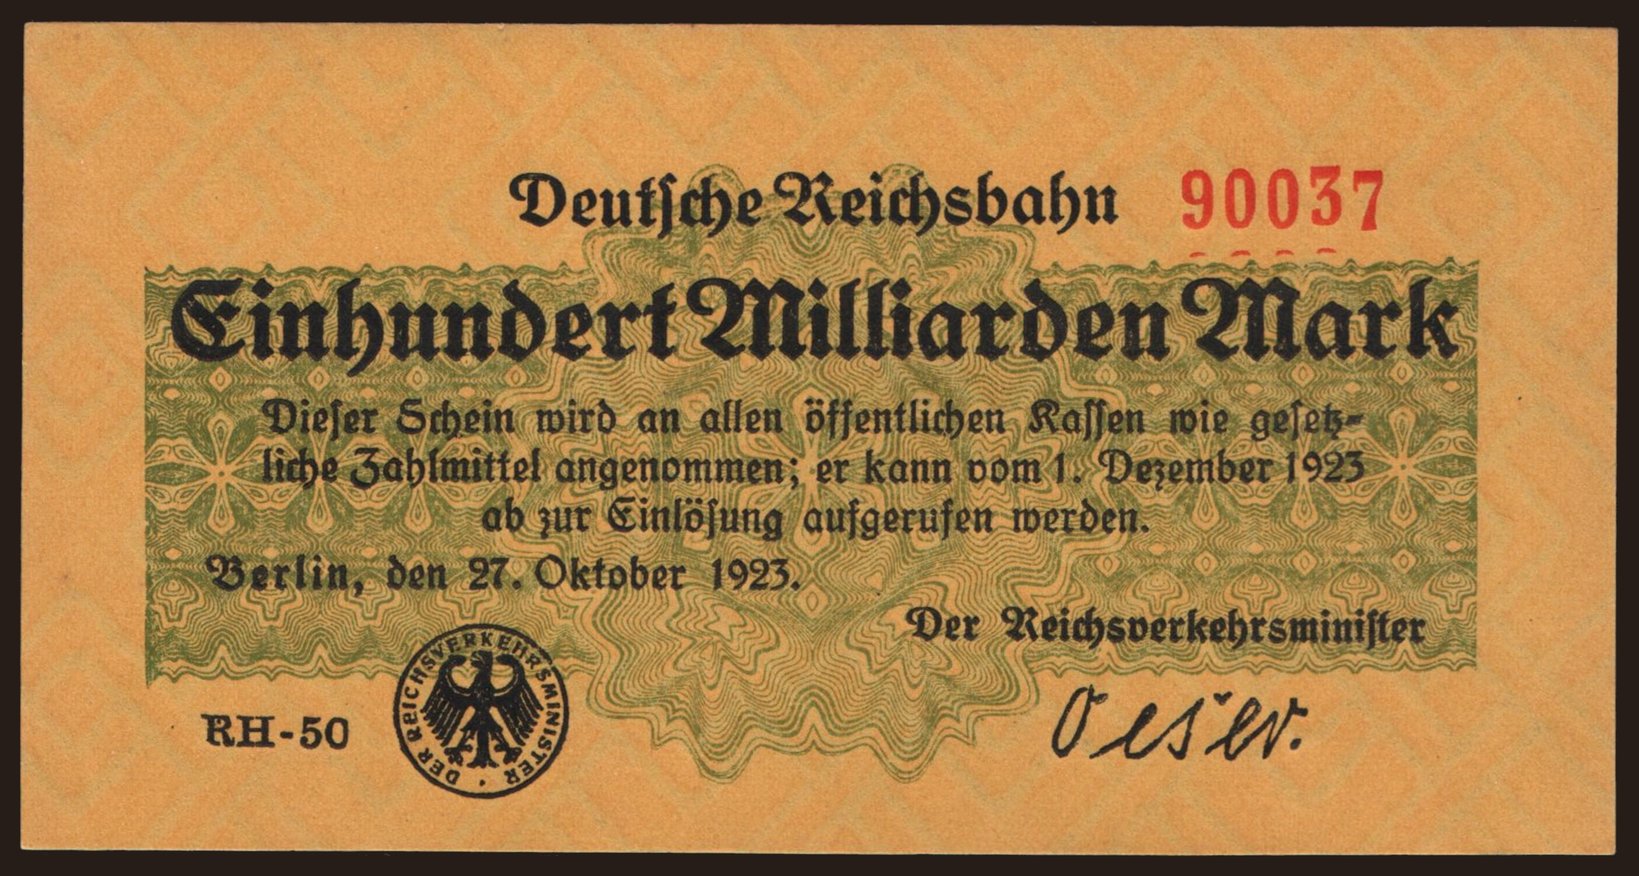 Deutsche Reichsbahn 90037
Einhundert Milliarden Mark
Dieser Schein wird an allen öffentlichen Kassen wie gesetz-
liche Zahlmittel angenommen; er kann vom 1. Dezember 1923
ab zur Einlösung aufgerufen werden.
Berlin, den 27. Oktober 1923.
Der Reichsverkehrsminister
RH-50
DER REICHSVERKEHRSMINISTER
Oeser.